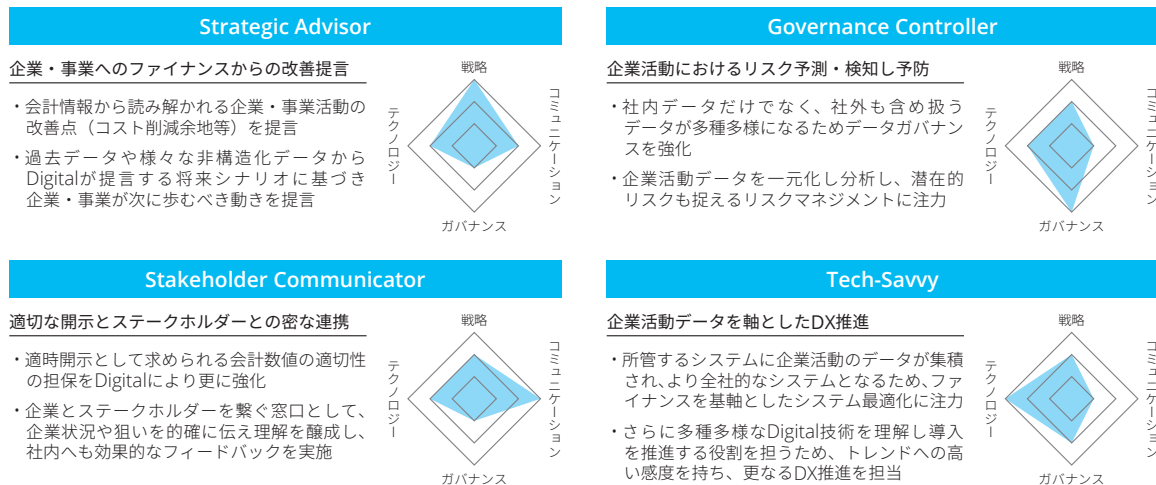 Strategic Advisor
企業・事業へのファイナンスからの改善提言
・会計情報から読み解かれる企業・事業活動の
改善点（コスト削減余地等）を提言
・過去データや様々な非構造化データから
Digitalが提言する将来シナリオに基づき
企業・事業が次に歩むべき動きを提言
戦略
コミュニケーション
テクノロジー
ガバナンス
Governance Controller
企業活動におけるリスク予測・検知し予防
・社内データだけでなく、社外も含め扱う
データが多種多様になるためデータガバナン
スを強化
・企業活動データを一元化し分析し、潜在的
リスクも捉えるリスクマネジメントに注力
戦略
コミュニケーション
テクノロジー
ガバナンス
Stakeholder Communicator
適切な開示とステークホルダーとの密な連携
・適時開示として求められる会計数値の適切性
の担保をDigitalにより更に強化
・企業とステークホルダーを繋ぐ窓口として、
企業状況や狙いを的確に伝え理解を醸成し、
社内へも効果的なフィードバックを実施
戦略
コミュニケーション
テクノロジー
ガバナンス
Tech-Savvy
企業活動データを軸としたDX推進
・所管するシステムに企業活動のデータが集積
され、より全社的なシステムとなるため、ファ
イナンスを基軸としたシステム最適化に注力
・さらに多種多様なDigital技術を理解し導入
を推進する役割を担うため、トレンドへの高
い感度を持ち、更なるDX推進を担当
戦略
コミュニケーション
テクノロジー
ガバナンス